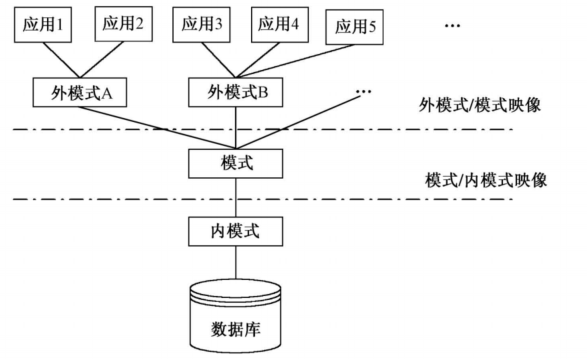 应用1 应用2 应用3 应用4 应用5 …
外模式A 外模式B …
外模式/模式映像
模式
模式/内模式映像
内模式
数据库